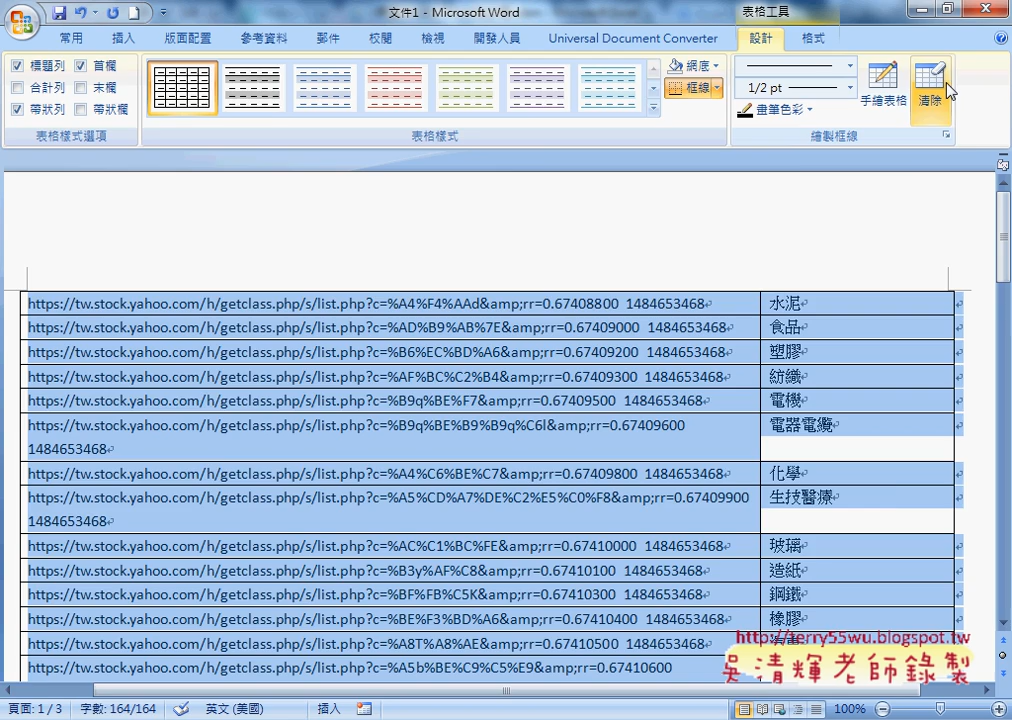 文件1 - Microsoft Word
表格工具
常用 插入 版面配置 參考資料 郵件 校閱 檢視 開發人員 Universal Document Converter 設計 格式
標題列 首欄
合計列 末欄
帶狀列 帶狀欄
表格樣式選項
表格樣式
網底
框線
1/2 pt
畫筆色彩
手繪表格
清除
繪製框線
https://tw.stock.yahoo.com/h/getclass.php/s/list.php?c=%A4%F4%AAd&amp;rr=0.67408800 1484653468 水泥
https://tw.stock.yahoo.com/h/getclass.php/s/list.php?c=%AD%B9%AB%7E&amp;rr=0.67409000 1484653468 食品
https://tw.stock.yahoo.com/h/getclass.php/s/list.php?c=%B6%EC%BD%A6&amp;rr=0.67409200 1484653468 塑膠
https://tw.stock.yahoo.com/h/getclass.php/s/list.php?c=%AF%BC%C2%B4&amp;rr=0.67409300 1484653468 紡織
https://tw.stock.yahoo.com/h/getclass.php/s/list.php?c=%B9q%BE%F7&amp;rr=0.67409500 1484653468 電機
https://tw.stock.yahoo.com/h/getclass.php/s/list.php?c=%B9q%BE%B9%B9q%C6l&amp;rr=0.67409600 電器電纜
1484653468
https://tw.stock.yahoo.com/h/getclass.php/s/list.php?c=%A4%C6%BE%C7&amp;rr=0.67409800 1484653468 化學
https://tw.stock.yahoo.com/h/getclass.php/s/list.php?c=%A5%CD%A7%DE%C2%E5%C0%F8&amp;rr=0.67409900 生技醫療
1484653468
https://tw.stock.yahoo.com/h/getclass.php/s/list.php?c=%AC%C1%BC%FE&amp;rr=0.67410000 1484653468 玻璃
https://tw.stock.yahoo.com/h/getclass.php/s/list.php?c=%B3y%AF%C8&amp;rr=0.67410100 1484653468 造紙
https://tw.stock.yahoo.com/h/getclass.php/s/list.php?c=%BF%FB%C5K&amp;rr=0.67410300 1484653468 鋼鐵
https://tw.stock.yahoo.com/h/getclass.php/s/list.php?c=%BE%F3%BD%A6&amp;rr=0.67410400 1484653468 橡膠
https://tw.stock.yahoo.com/h/getclass.php/s/list.php?c=%A8T%A8%AE&amp;rr=0.67410500 1484653468
https://tw.stock.yahoo.com/h/getclass.php/s/list.php?c=%A5b%BE%C9%C5%E9&amp;rr=0.67410600
http://terry55wu.blogspot.tw
吳清輝老師錄製
頁面: 1 / 3 字數: 164/164 英文 (美國) 插入 100%